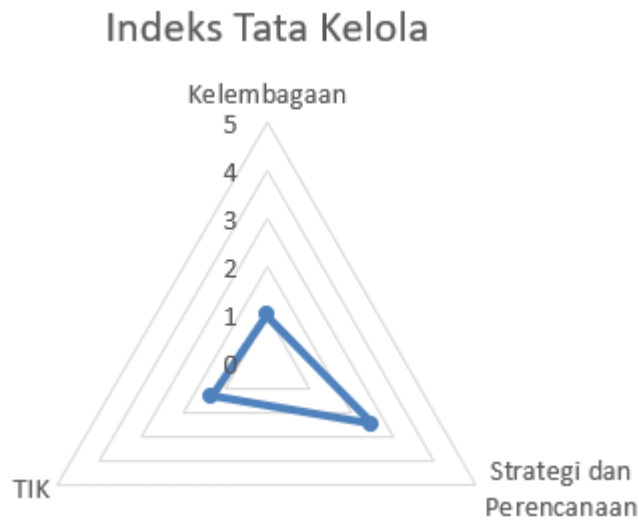 Indeks Tata Kelola
Kelembagaan
5
4
3
2
1
0
TIK
Strategi dan
Perencanaan